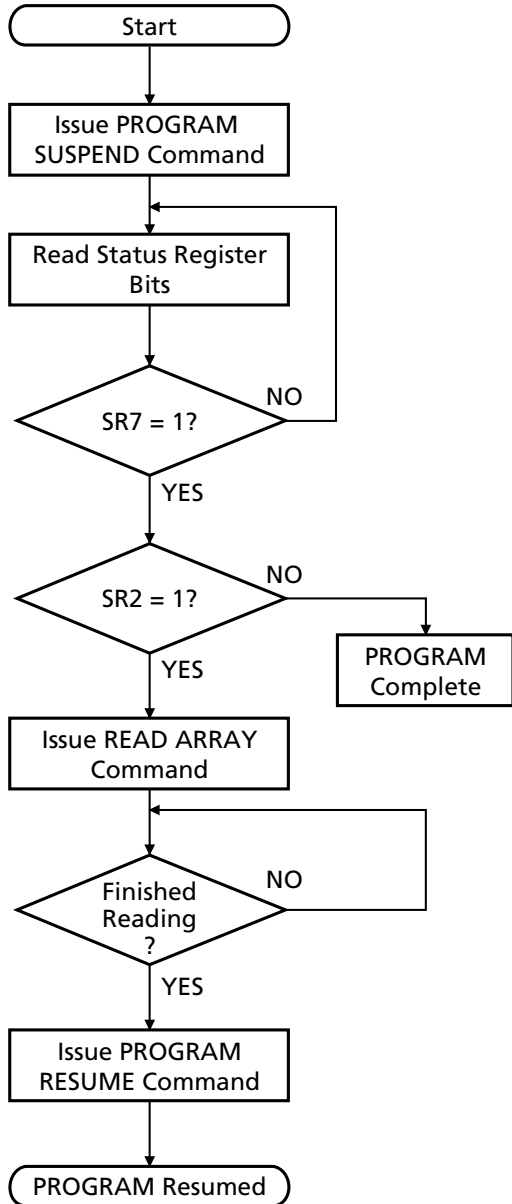 Start
Issue PROGRAM
SUSPEND Command
Read Status Register
Bits
NO
SR7 = 1?
YES
NO
SR2 = 1?
PROGRAM
Complete
YES
Issue READ ARRAY
Command
NO
Finished
Reading
?
YES
Issue PROGRAM
RESUME Command
PROGRAM Resumed